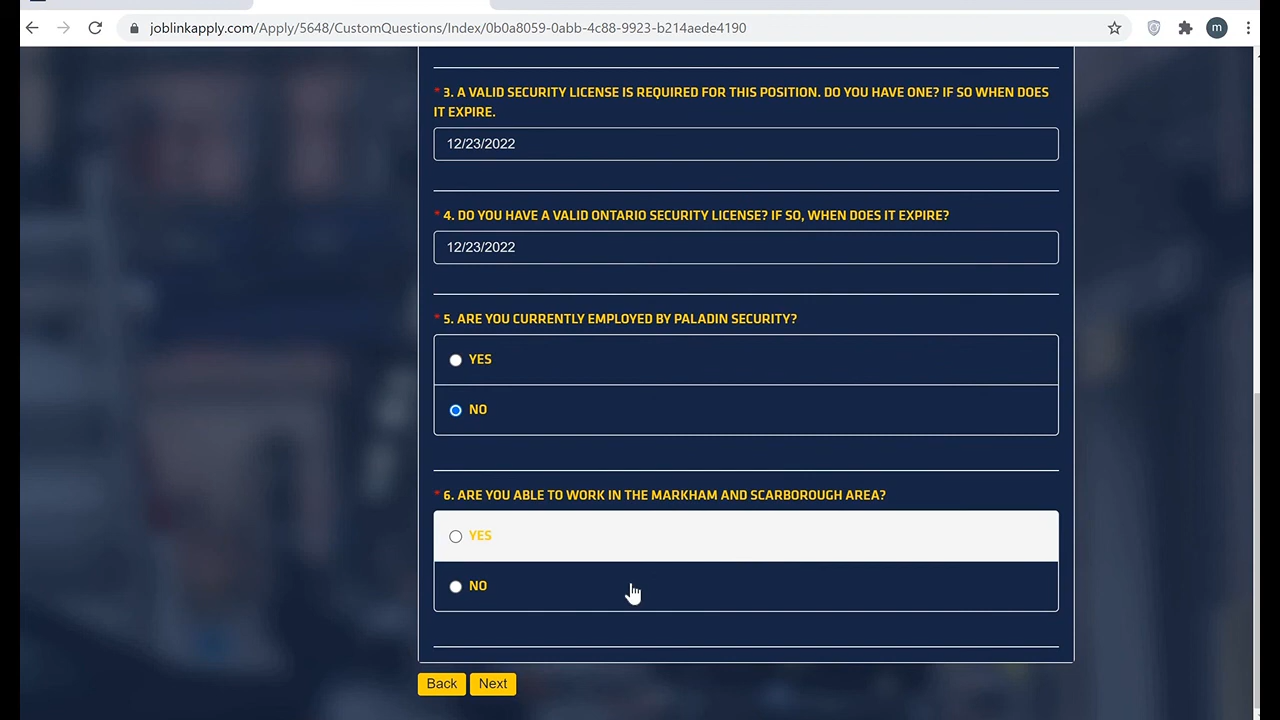 joblinkapply.com/Apply/5648/CustomQuestions/Index/0b0a8059-0abb-4c88-9923-b214aede4190
m
* 3. A VALID SECURITY LICENSE IS REQUIRED FOR THIS POSITION. DO YOU HAVE ONE? IF SO WHEN DOES
IT EXPIRE.
12/23/2022
* 4. DO YOU HAVE A VALID ONTARIO SECURITY LICENSE? IF SO, WHEN DOES IT EXPIRE?
12/23/2022
* 5. ARE YOU CURRENTLY EMPLOYED BY PALADIN SECURITY?
YES
NO
* 6. ARE YOU ABLE TO WORK IN THE MARKHAM AND SCARBOROUGH AREA?
YES
NO
Back Next